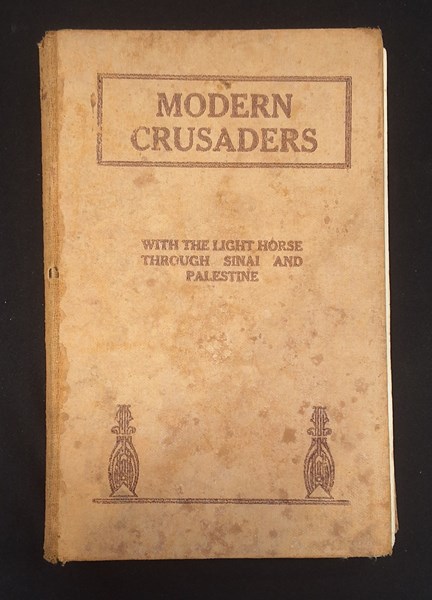 MODERN
CRUSADERS
WITH THE LIGHT HORSE
THROUGH SINAI AND
PALESTINE